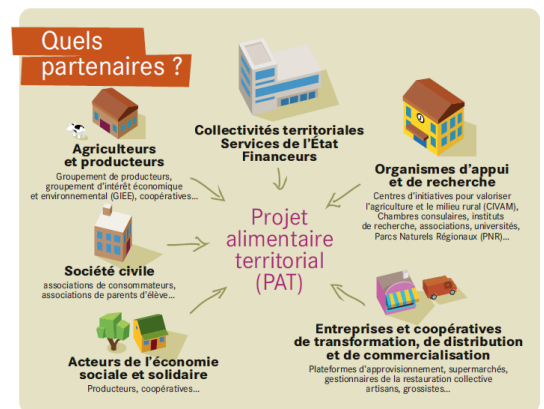 Quels
partenaires ?
Agriculteurs
et producteurs
Groupement de producteurs,
groupement d'intérêt économique
et environnemental (GIEE), coopératives...
Collectivités territoriales
Services de l'État
Financeurs
Organismes d'appui
et de recherche
Centres d'initiatives pour valoriser
l'agriculture et le milieu rural (CIVAM),
Chambres consulaires, instituts
de recherche, associations, universités,
Parcs Naturels Régionaux (PNR)...
Projet
alimentaire
territorial
(PAT)
Société civile
associations de consommateurs,
associations de parents d'élève...
Acteurs de l'économie
sociale et solidaire
Producteurs, coopératives...
Entreprises et coopératives
de transformation, de distribution
et de commercialisation
Plateformes d'approvisionnement, supermarchés,
gestionnaires de la restauration collective
artisans, grossistes...